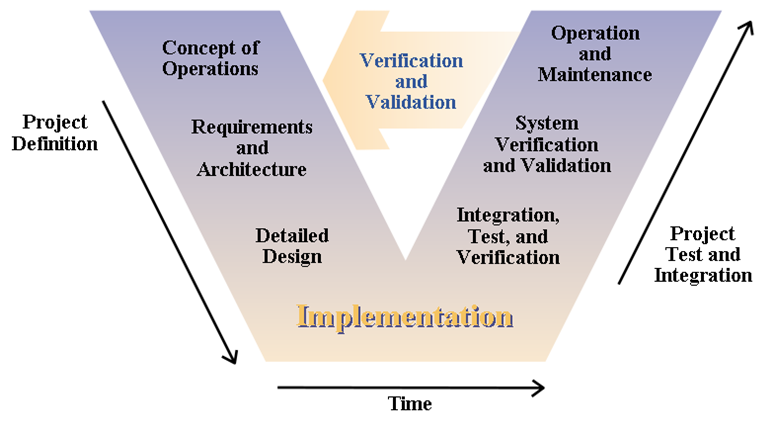 Concept of
Operations
Verification
and
Validation
Operation
and
Maintenance
Project
Definition
Requirements
and
Architecture
System
Verification
and Validation
Detailed
Design
Integration,
Test, and
Verification
Project
Test and
Integration
Implementation
Time